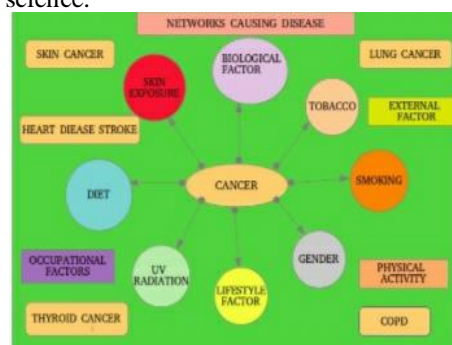 science.
NETWORKS CAUSING DISEASE
SKIN CANCER
BIOLOGICAL
FACTOR
LUNG CANCER
SKIN
EXPOSURE
TOBACCO
EXTERNAL
FACTOR
HEART DIEASE STROKE
DIET
CANCER
SMOKING
OCCUPATIONAL
FACTORS
UV
RADIATION
LIFESTYLE
FACTOR
GENDER
PHYSICAL
ACTIVITY
THYROID CANCER
COPD